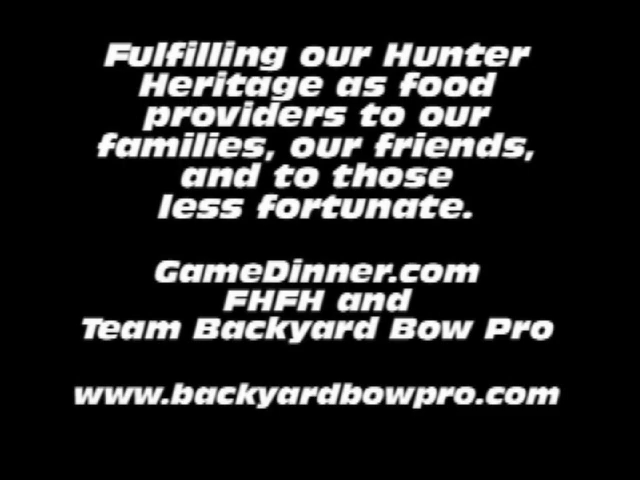 Fulfilling our Hunter
Heritage as food
providers to our
families, our friends,
and to those
less fortunate.
GameDinner.com
FHFH and
Team Backyard Bow Pro
www.backyardbowpro.com